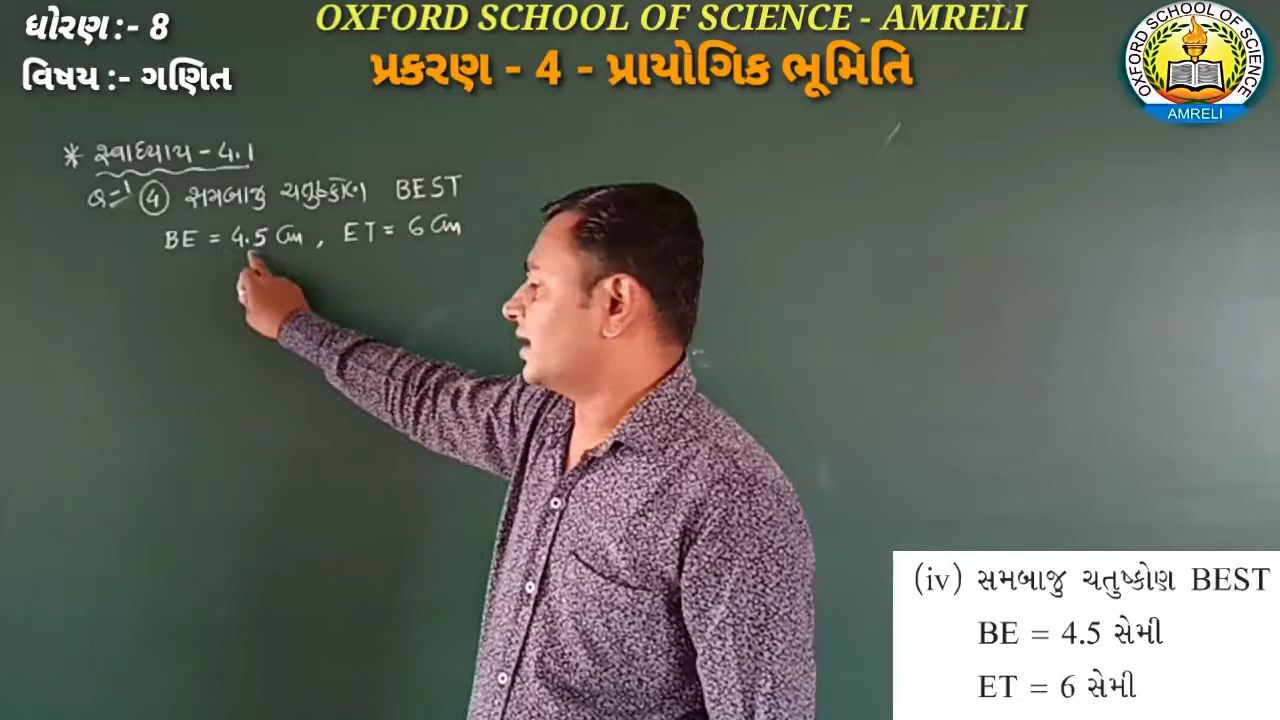 ધોરણ :- 8
વિષય :- ગણિત
OXFORD SCHOOL OF SCIENCE - AMRELI
પ્રકરણ - 4 - પ્રાયોગિક ભૂમિતિ
OXFORD SCHOOL OF SCIENCE
AMRELI
* સ્વાધ્યાય - 4.1
Q=1 (4) સમબાજુ ચતુષ્કોણ BEST
BE = 4.5 Cm , ET = 6 Cm
(iv) સમબાજુ ચતુષ્કોણ BEST
BE = 4.5 સેમી
ET = 6 સેમી